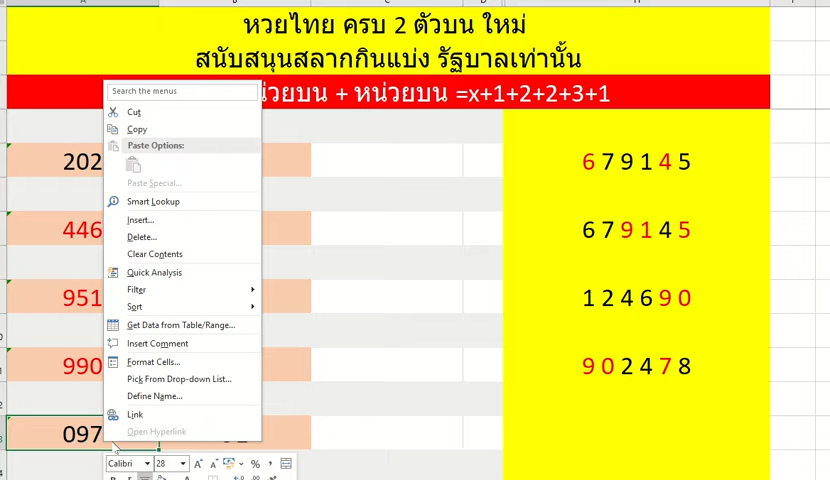 หวยไทย ครบ 2 ตัวบน ใหม่
สนับสนุนสลากกินแบ่ง รัฐบาลเท่านั้น
น่วยบน + หน่วยบน =x+1+2+2+3+1
Search the menus
Cut
Copy
Paste Options:
Paste Special...
Smart Lookup
Insert...
Delete...
Clear Contents
Quick Analysis
Filter
Sort
Get Data from Table/Range...
Insert Comment
Format Cells...
Pick From Drop-down List...
Define Name...
Link
Open Hyperlink
Calibri 28
202 6 7 9 1 4 5
446 6 7 9 1 4 5
951 1 2 4 6 9 0
990 9 0 2 4 7 8
097